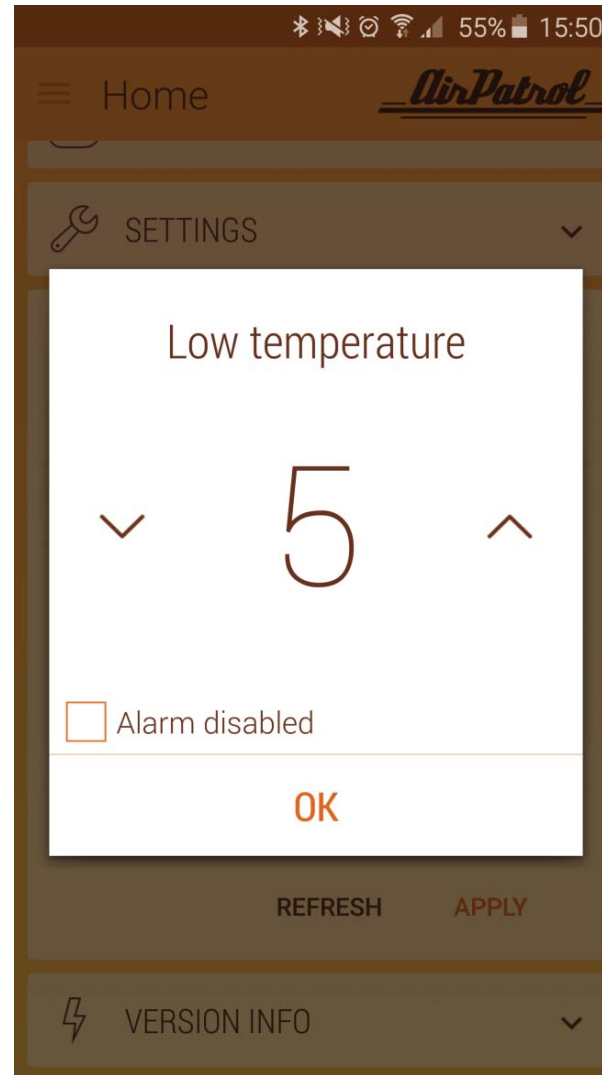 55% 15:50
Home AirPatrol
SETTINGS
Low temperature
5
Alarm disabled
OK
REFRESH APPLY
VERSION INFO